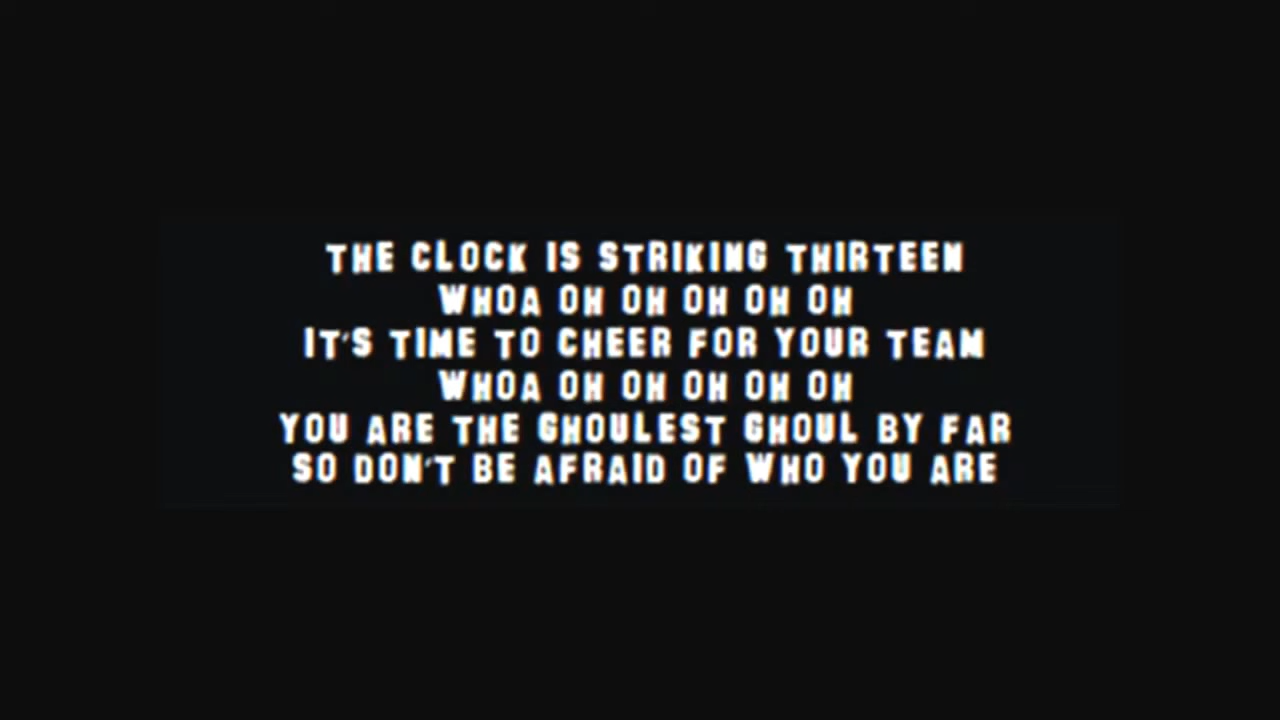 THE CLOCK IS STRIKING THIRTEEN
WHOA OH OH OH OH OH
IT'S TIME TO CHEER FOR YOUR TEAM
WHOA OH OH OH OH OH
YOU ARE THE GHOULEST GHOUL BY FAR
SO DON'T BE AFRAID OF WHO YOU ARE